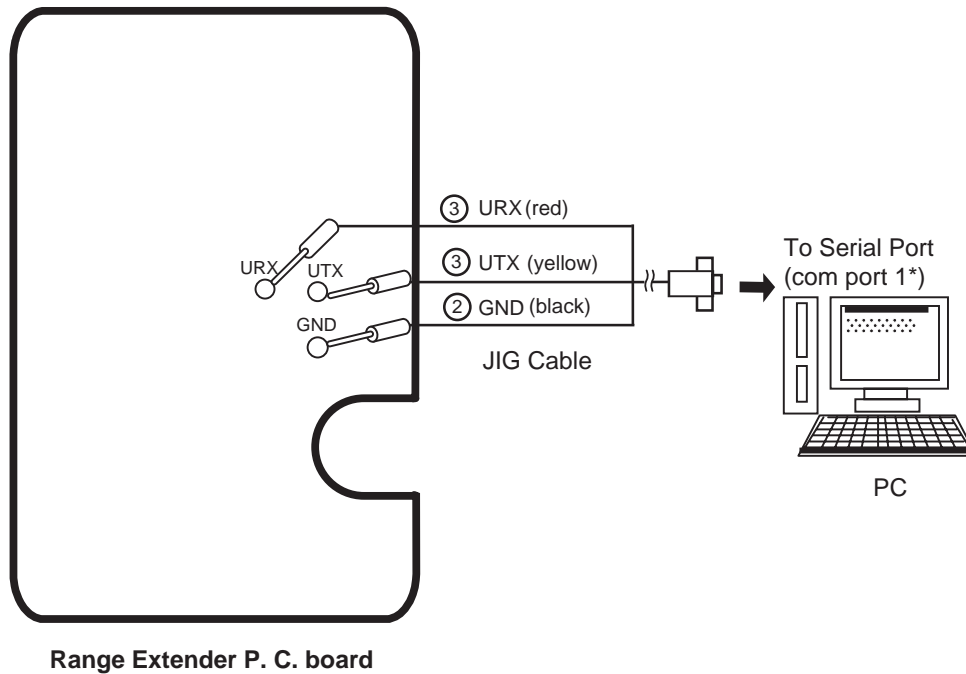 ③ URX (red)
URX
UTX
③ UTX (yellow)
To Serial Port
(com port 1*)
GND
② GND (black)
JIG Cable
PC
Range Extender P. C. board